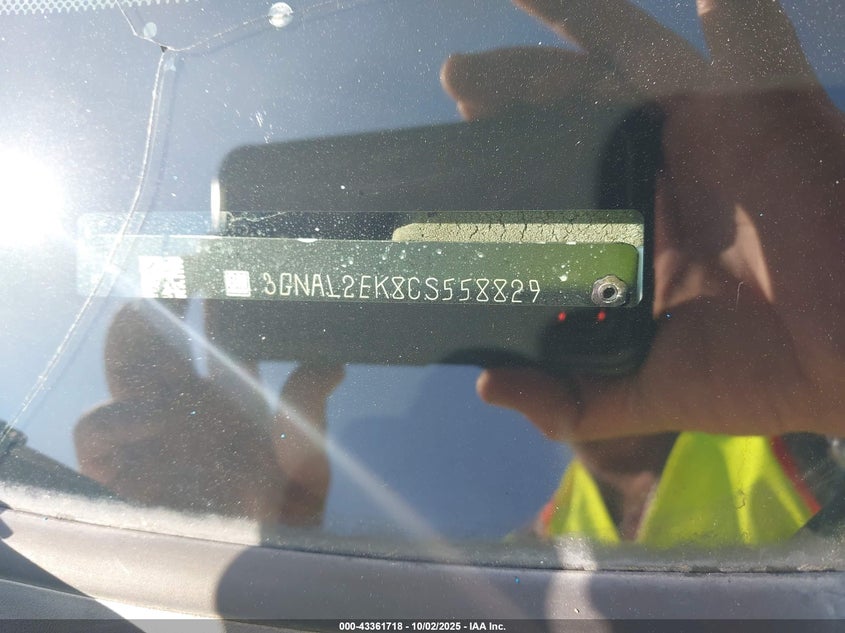 3GNAL2EK8CS558829
000-43361718 - 10/02/2025 - IAA Inc.